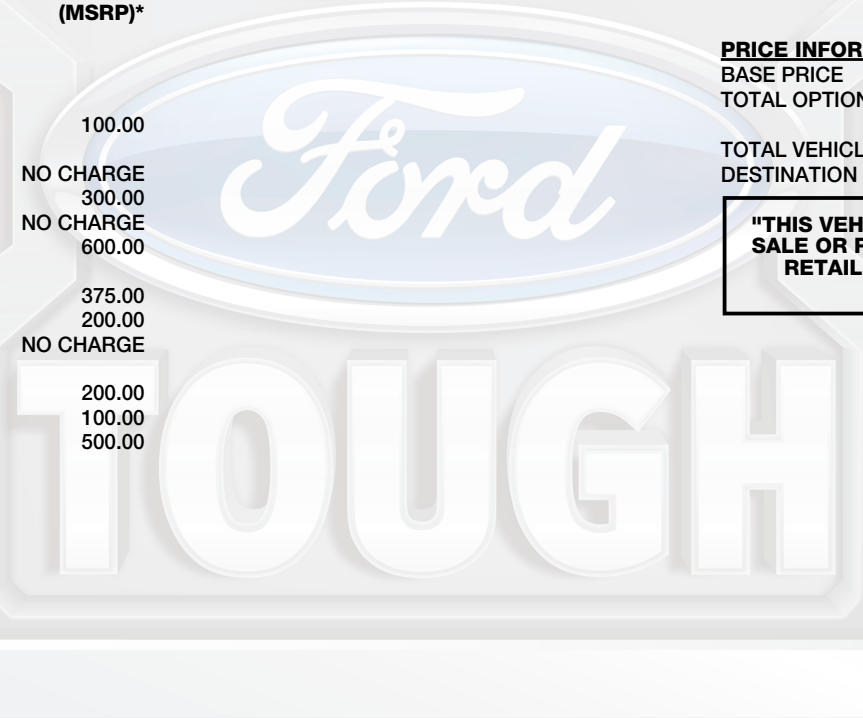 (MSRP)*
100.00
NO CHARGE
300.00
NO CHARGE
600.00
375.00
200.00
NO CHARGE
200.00
100.00
500.00
PRICE INFOR
BASE PRICE
TOTAL OPTION
TOTAL VEHICL
DESTINATION
"THIS VEH
SALE OR F
RETAIL
Ford
TOUGH